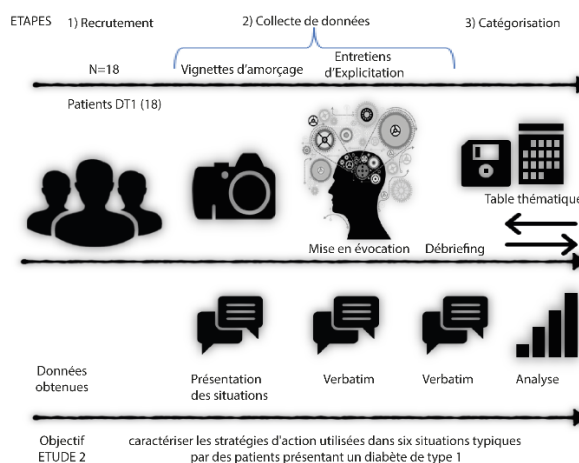 ETAPES
1) Recrutement
2) Collecte de données
3) Catégorisation
N=18
Vignettes d'amorçage
Entretiens
d'Explicitation
Patients DT1 (18)
Table thématique
Mise en évocation
Débriefing
Données
obtenues
Présentation
des situations
Verbatim
Verbatim
Analyse
Objectif
ETUDE 2
caractériser les stratégies d'action utilisées dans six situations typiques
par des patients présentant un diabète de type 1